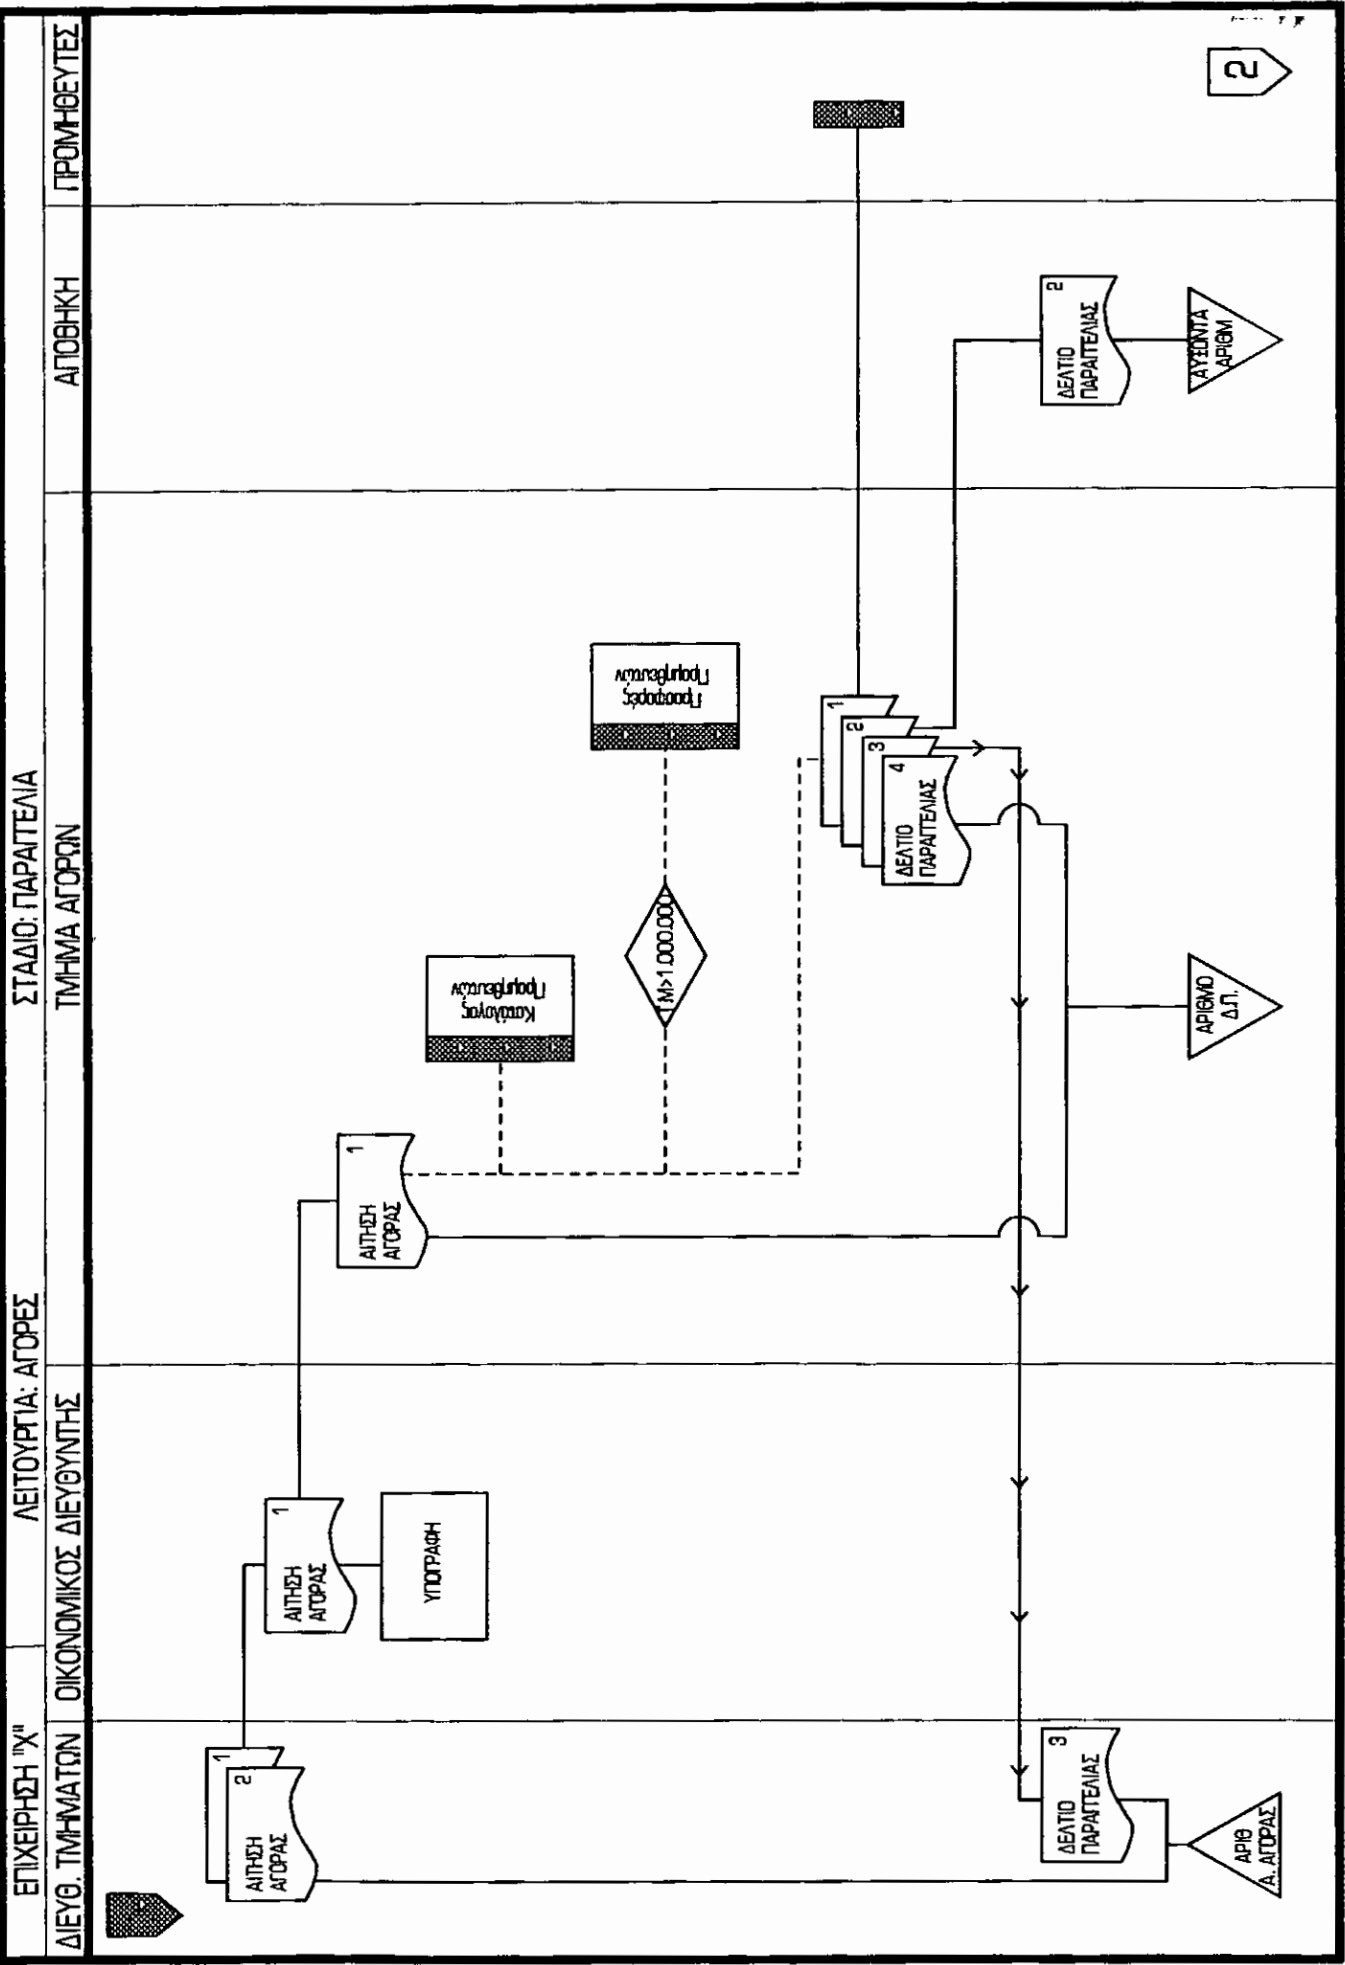 ΕΠΙΧΕΙΡΗΣΗ "Χ"
ΛΕΙΤΟΥΡΓΙΑ: ΑΓΟΡΕΣ
ΣΤΑΔΙΟ: ΠΑΡΑΓΓΕΛΙΑ
ΔΙΕΥΘ. ΤΜΗΜΑΤΩΝ
ΟΙΚΟΝΟΜΙΚΟΣ ΔΙΕΥΘΥΝΤΗΣ
ΤΜΗΜΑ ΑΓΟΡΩΝ
ΑΠΟΘΗΚΗ
ΠΡΟΜΗΘΕΥΤΕΣ
1
2
ΑΙΤΗΣΗ
ΑΓΟΡΑΣ
1
ΑΙΤΗΣΗ
ΑΓΟΡΑΣ
ΥΠΟΓΡΑΦΗ
1
ΑΙΤΗΣΗ
ΑΓΟΡΑΣ
Κατάλογος
Προμηθευτών
ΤΜ>1.000.000
Προσφορές
Προμηθευτών
1
2
3
4
ΔΕΛΤΙΟ
ΠΑΡΑΓΓΕΛΙΑΣ
3
ΔΕΛΤΙΟ
ΠΑΡΑΓΓΕΛΙΑΣ
2
ΔΕΛΤΙΟ
ΠΑΡΑΓΓΕΛΙΑΣ
ΑΡΙΘ
Α. ΑΓΟΡΑΣ
ΑΡΙΘΜΟ
Δ.Π.
ΑΥΞΟΝΤΑ
ΑΡΙΘΜ
2